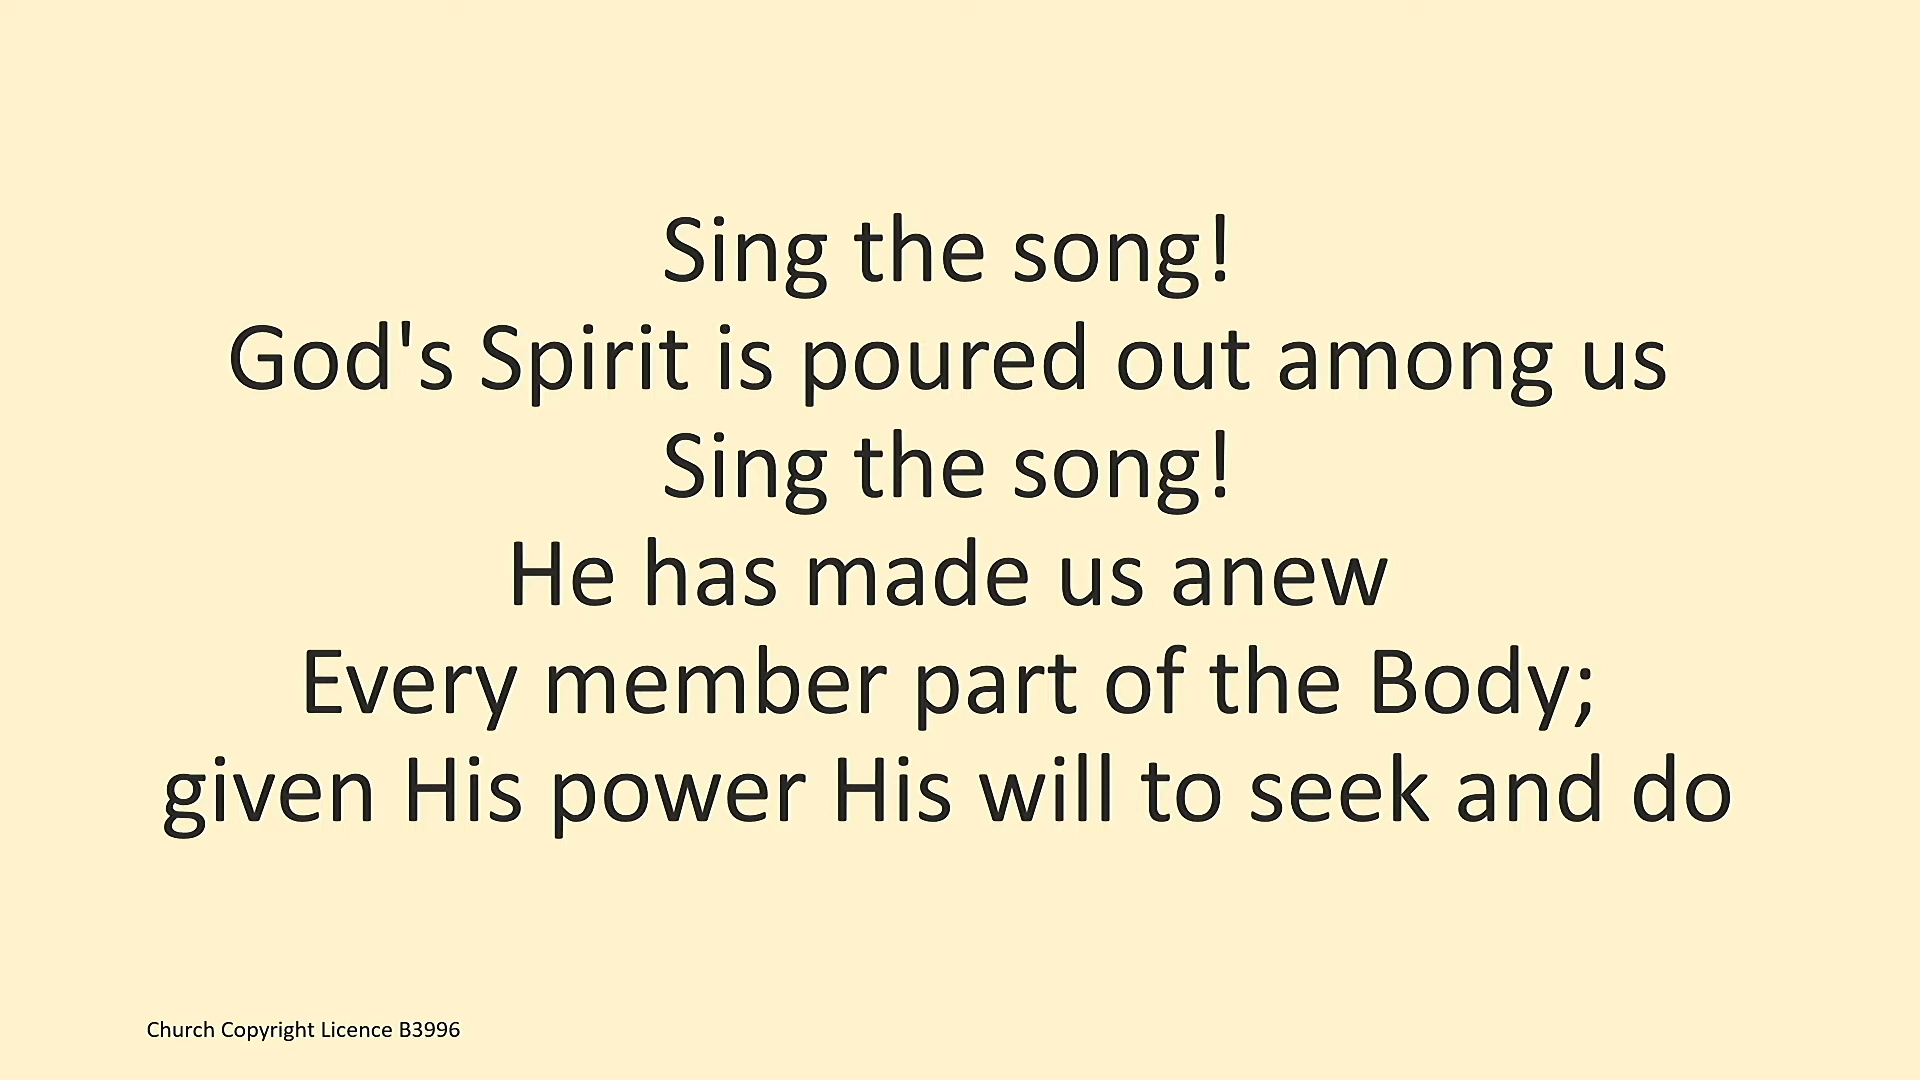 Sing the song!
God's Spirit is poured out among us
Sing the song!
He has made us anew
Every member part of the Body;
given His power His will to seek and do
Church Copyright Licence B3996